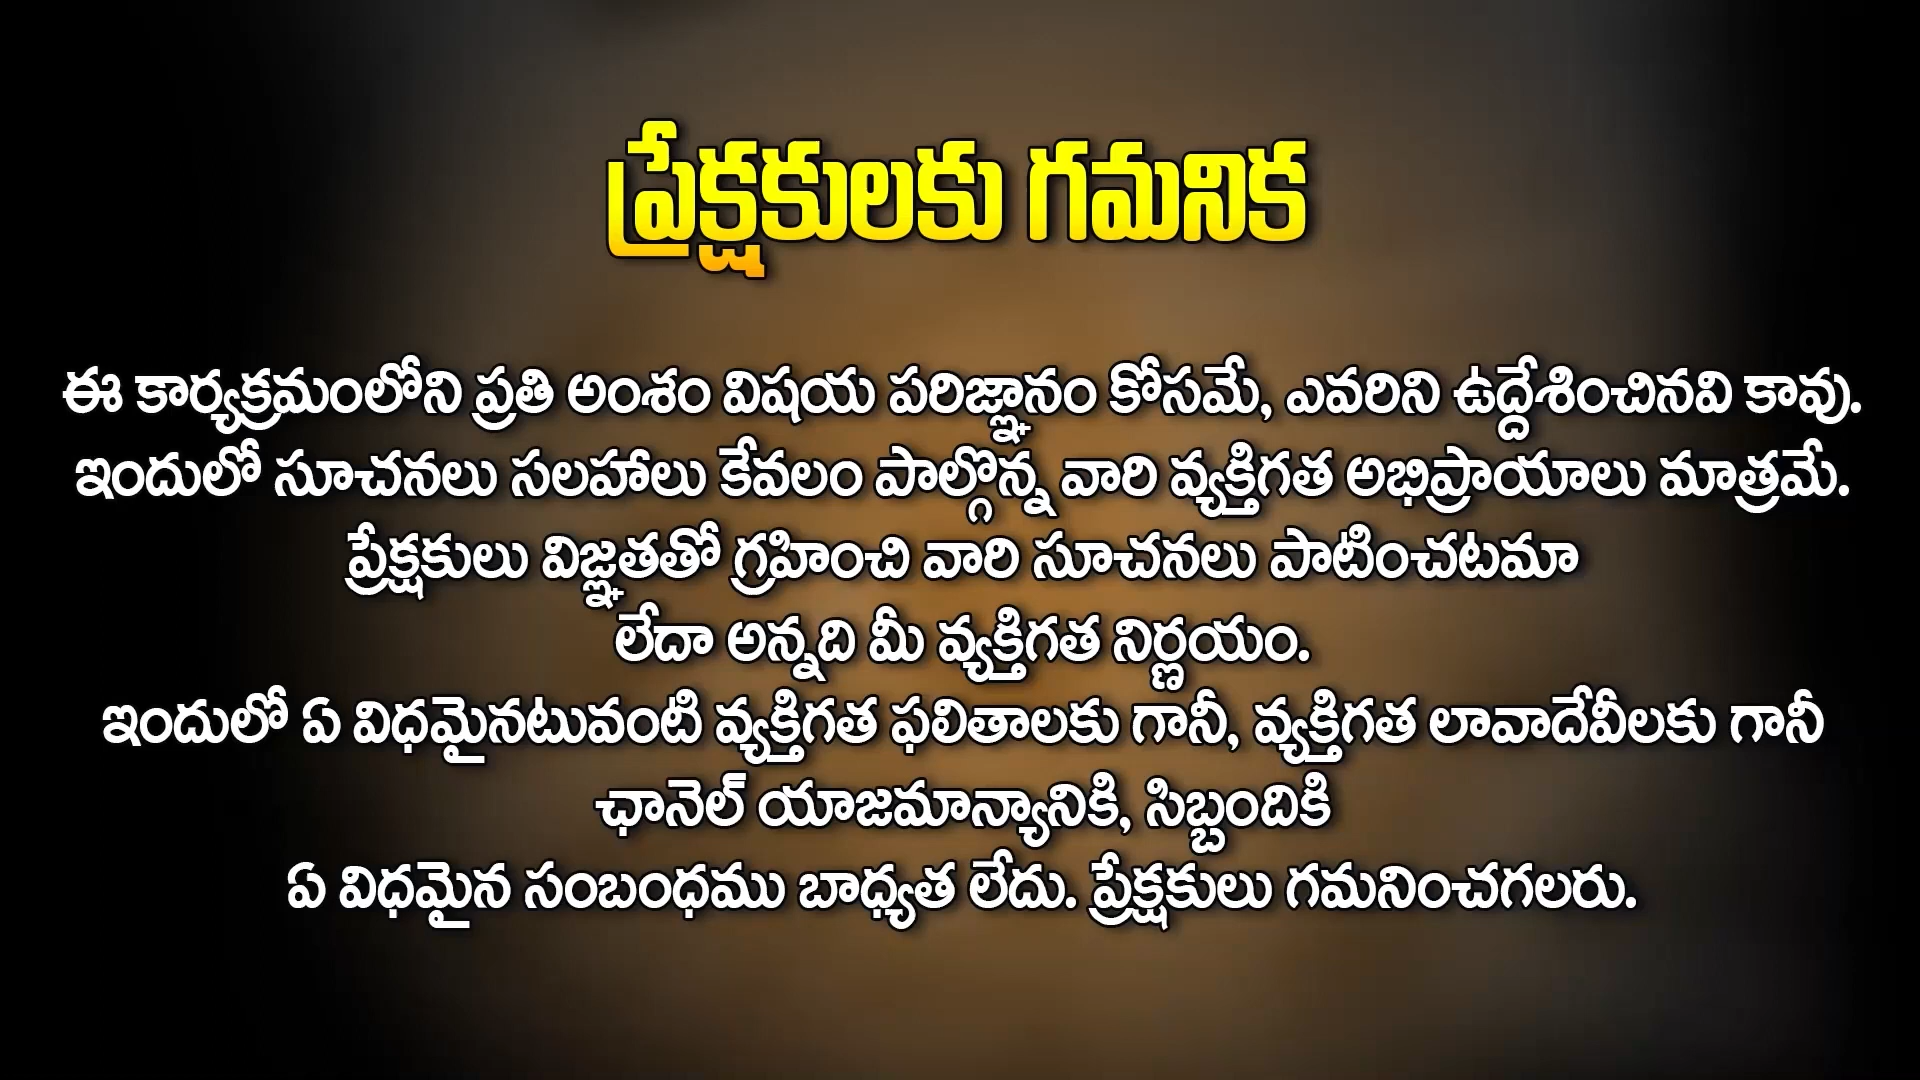 ప్రేక్షకులకు గమనిక
ఈ కార్యక్రమంలోని ప్రతి అంశం విషయ పరిజ్ఞానం కోసమే, ఎవరిని ఉద్దేశించినవి కావు.
ఇందులో సూచనలు సలహాలు కేవలం పాల్గొన్న వారి వ్యక్తిగత అభిప్రాయాలు మాత్రమే.
ప్రేక్షకులు విజ్ఞతతో గ్రహించి వారి సూచనలు పాటించటమా
లేదా అన్నది మీ వ్యక్తిగత నిర్ణయం.
ఇందులో ఏ విధమైనటువంటి వ్యక్తిగత ఫలితాలకు గానీ, వ్యక్తిగత లావాదేవీలకు గానీ
ఛానెల్ యాజమాన్యానికి, సిబ్బందికి
ఏ విధమైన సంబంధము బాధ్యత లేదు. ప్రేక్షకులు గమనించగలరు.